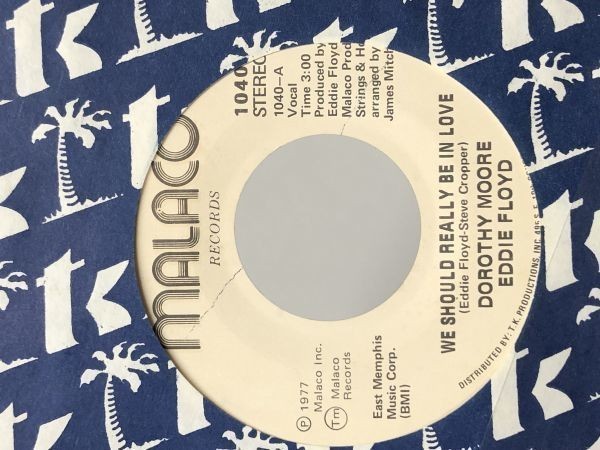 MALACO
RECORDS
1040
STEREO
1040-A
Vocal
Time 3:00
Produced by
Eddie Floyd
Malaco Prod
Strings & Ho
arranged by
James Mitch
℗ 1977
Malaco Inc.
Tm Malaco
Records
East Memphis
Music Corp.
(BMI)
WE SHOULD REALLY BE IN LOVE
(Eddie Floyd-Steve Cropper)
DOROTHY MOORE
EDDIE FLOYD
DISTRIBUTED BY: T.K. PRODUCTIONS, INC. 495 S.E.